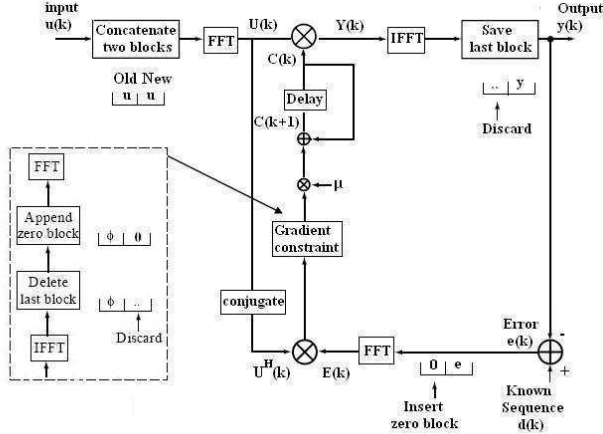 input
u(k)
Concatenate
two blocks
FFT
U(k)
Y(k)
IFFT
Save
last block
Output
y(k)
Old New
u u
C(k)
Delay
C(k+1)
.. y
Discard
μ
Gradient
constraint
FFT
Append
zero block
ϕ 0
Delete
last block
ϕ ..
Discard
IFFT
conjugate
U^H(k)
E(k)
FFT
0 e
Insert
zero block
Error
e(k)
-
+
Known
Sequence
d(k)